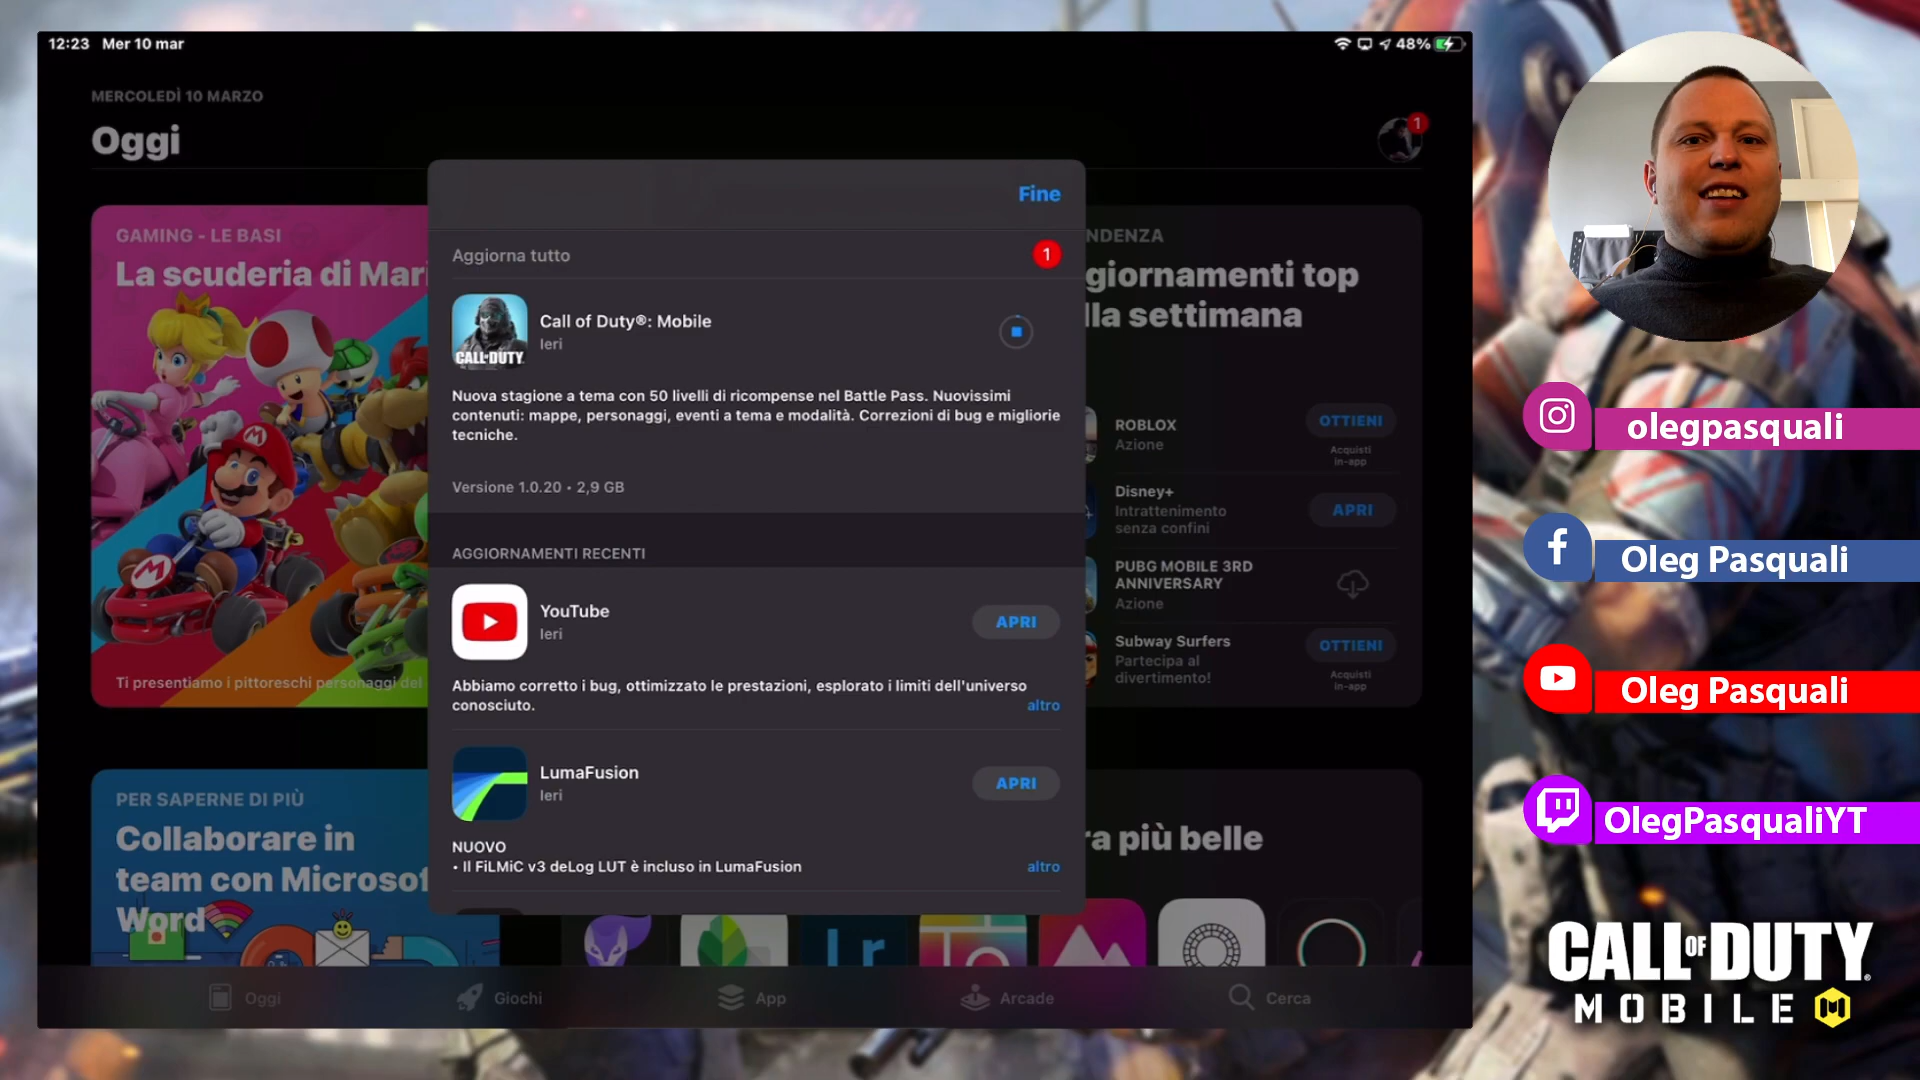 12:23 Mer 10 mar
48%
MERCOLEDÌ 10 MARZO
Oggi
1
Fine
Aggiorna tutto
1
Call of Duty®: Mobile
Ieri
CALL OF DUTY
Nuova stagione a tema con 50 livelli di ricompense nel Battle Pass. Nuovissimi
contenuti: mappe, personaggi, eventi a tema e modalità. Correzioni di bug e migliorie
tecniche.
Versione 1.0.20 • 2,9 GB
AGGIORNAMENTI RECENTI
YouTube
Ieri
APRI
Abbiamo corretto i bug, ottimizzato le prestazioni, esplorato i limiti dell'universo
conosciuto.
altro
LumaFusion
Ieri
APRI
NUOVO
• Il FiLMiC v3 deLog LUT è incluso in LumaFusion
altro
GAMING - LE BASI
La scuderia di Mari
Ti presentiamo i pittoreschi personaggi del
NDENZA
giornamenti top
lla settimana
ROBLOX
Azione
OTTIENI
Acquisti
in-app
Disney+
Intrattenimento
senza confini
APRI
PUBG MOBILE 3RD
ANNIVERSARY
Azione
Subway Surfers
Partecipa al
divertimento!
OTTIENI
Acquisti
in-app
PER SAPERNE DI PIÙ
Collaborare in
team con Microsof
Word
ra più belle
Lr
Oggi
Giochi
App
Arcade
Cerca
olegpasquali
Oleg Pasquali
Oleg Pasquali
OlegPasqualiYT
CALL OF DUTY®
MOBILE